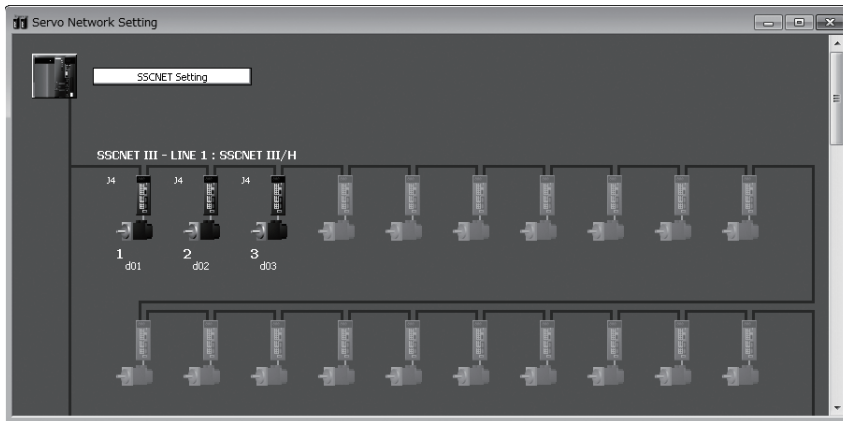 Servo Network Setting
SSCNET Setting
SSCNET III - LINE 1 : SSCNET III/H
J4 J4 J4
1 2 3
d01 d02 d03